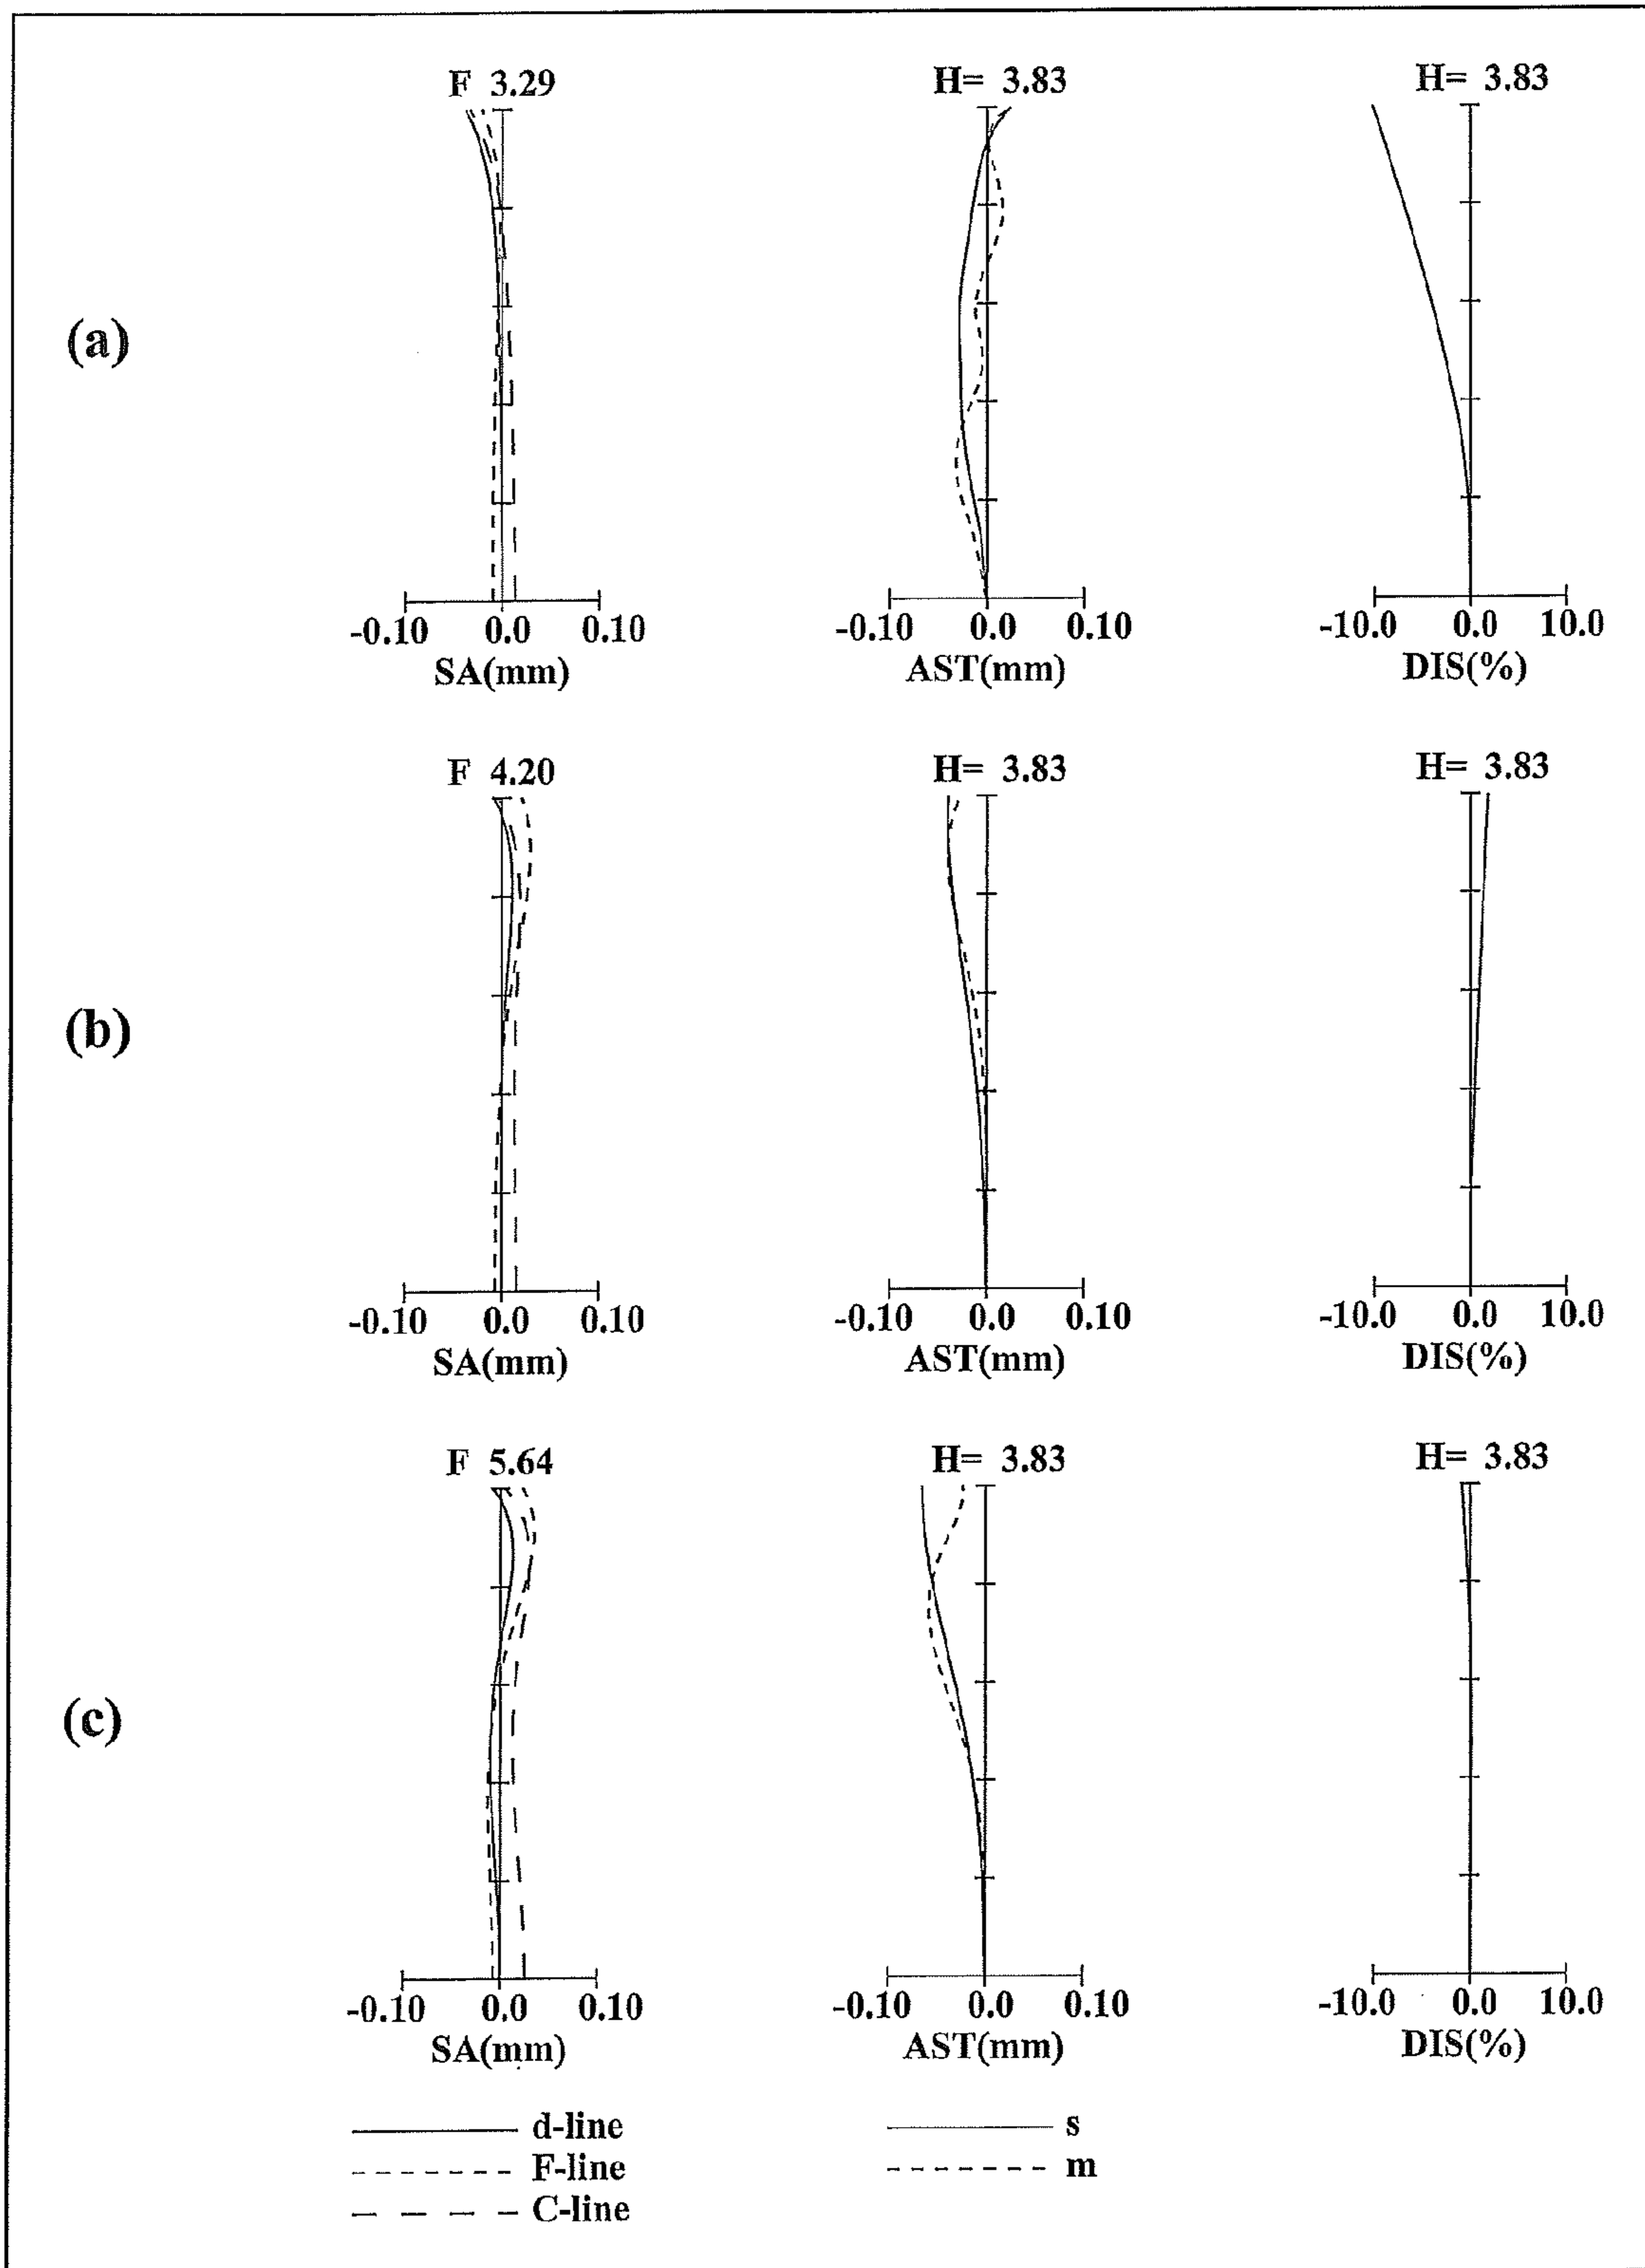 F 3.29 H= 3.83 H= 3.83
(a)
-0.10 0.0 0.10 -0.10 0.0 0.10 -10.0 0.0 10.0
SA(mm) AST(mm) DIS(%)
F 4.20 H= 3.83 H= 3.83
(b)
-0.10 0.0 0.10 -0.10 0.0 0.10 -10.0 0.0 10.0
SA(mm) AST(mm) DIS(%)
F 5.64 H= 3.83 H= 3.83
(c)
-0.10 0.0 0.10 -0.10 0.0 0.10 -10.0 0.0 10.0
SA(mm) AST(mm) DIS(%)
d-line s
F-line m
C-line